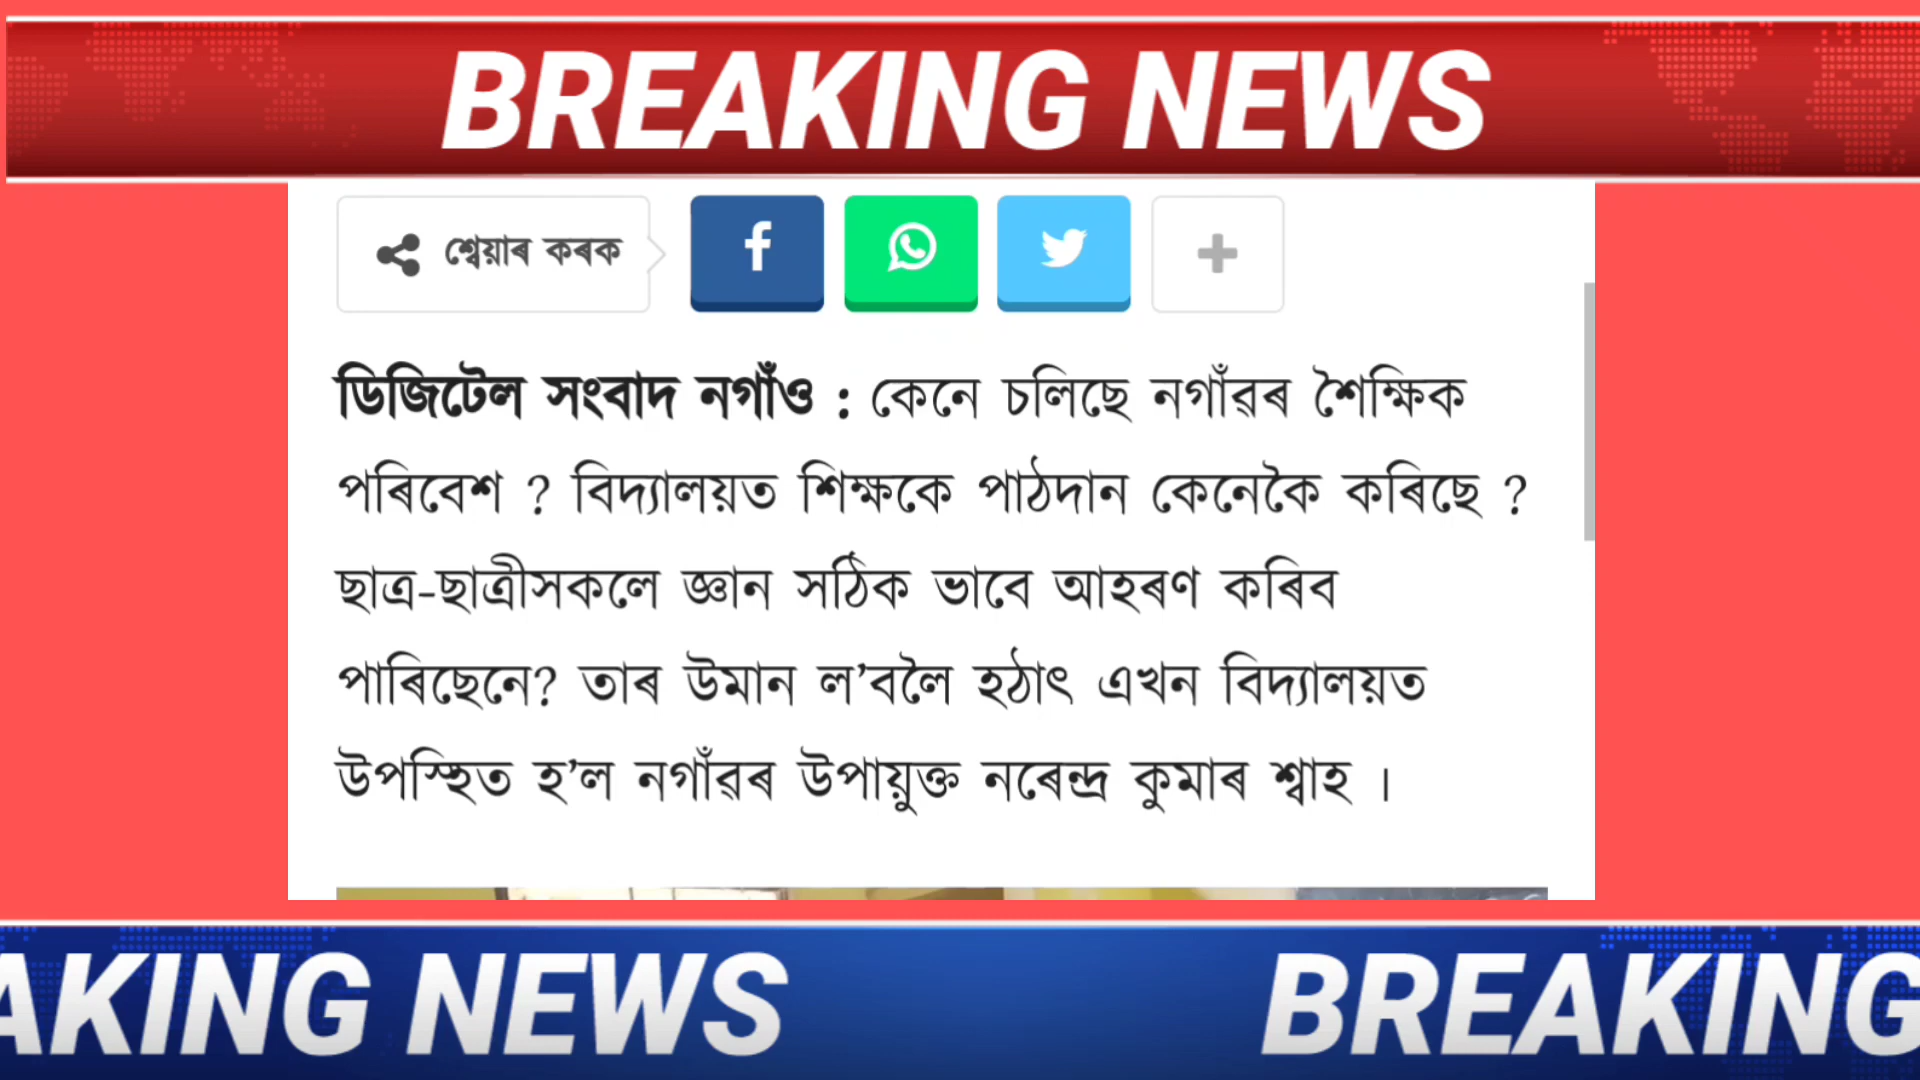 BREAKING NEWS
শ্বেয়াৰ কৰক
ডিজিটেল সংবাদ নগাঁও : কেনে চলিছে নগাঁৱৰ শৈক্ষিক
পৰিবেশ ? বিদ্যালয়ত শিক্ষকে পাঠদান কেনেকৈ কৰিছে ?
ছাত্ৰ-ছাত্ৰীসকলে জ্ঞান সঠিক ভাবে আহৰণ কৰিব
পাৰিছেনে? তাৰ উমান ল’বলৈ হঠাৎ এখন বিদ্যালয়ত
উপস্হিত হ’ল নগাঁৱৰ উপায়ুক্ত নৰেন্দ্ৰ কুমাৰ শ্বাহ ।
AKING NEWS BREAKING